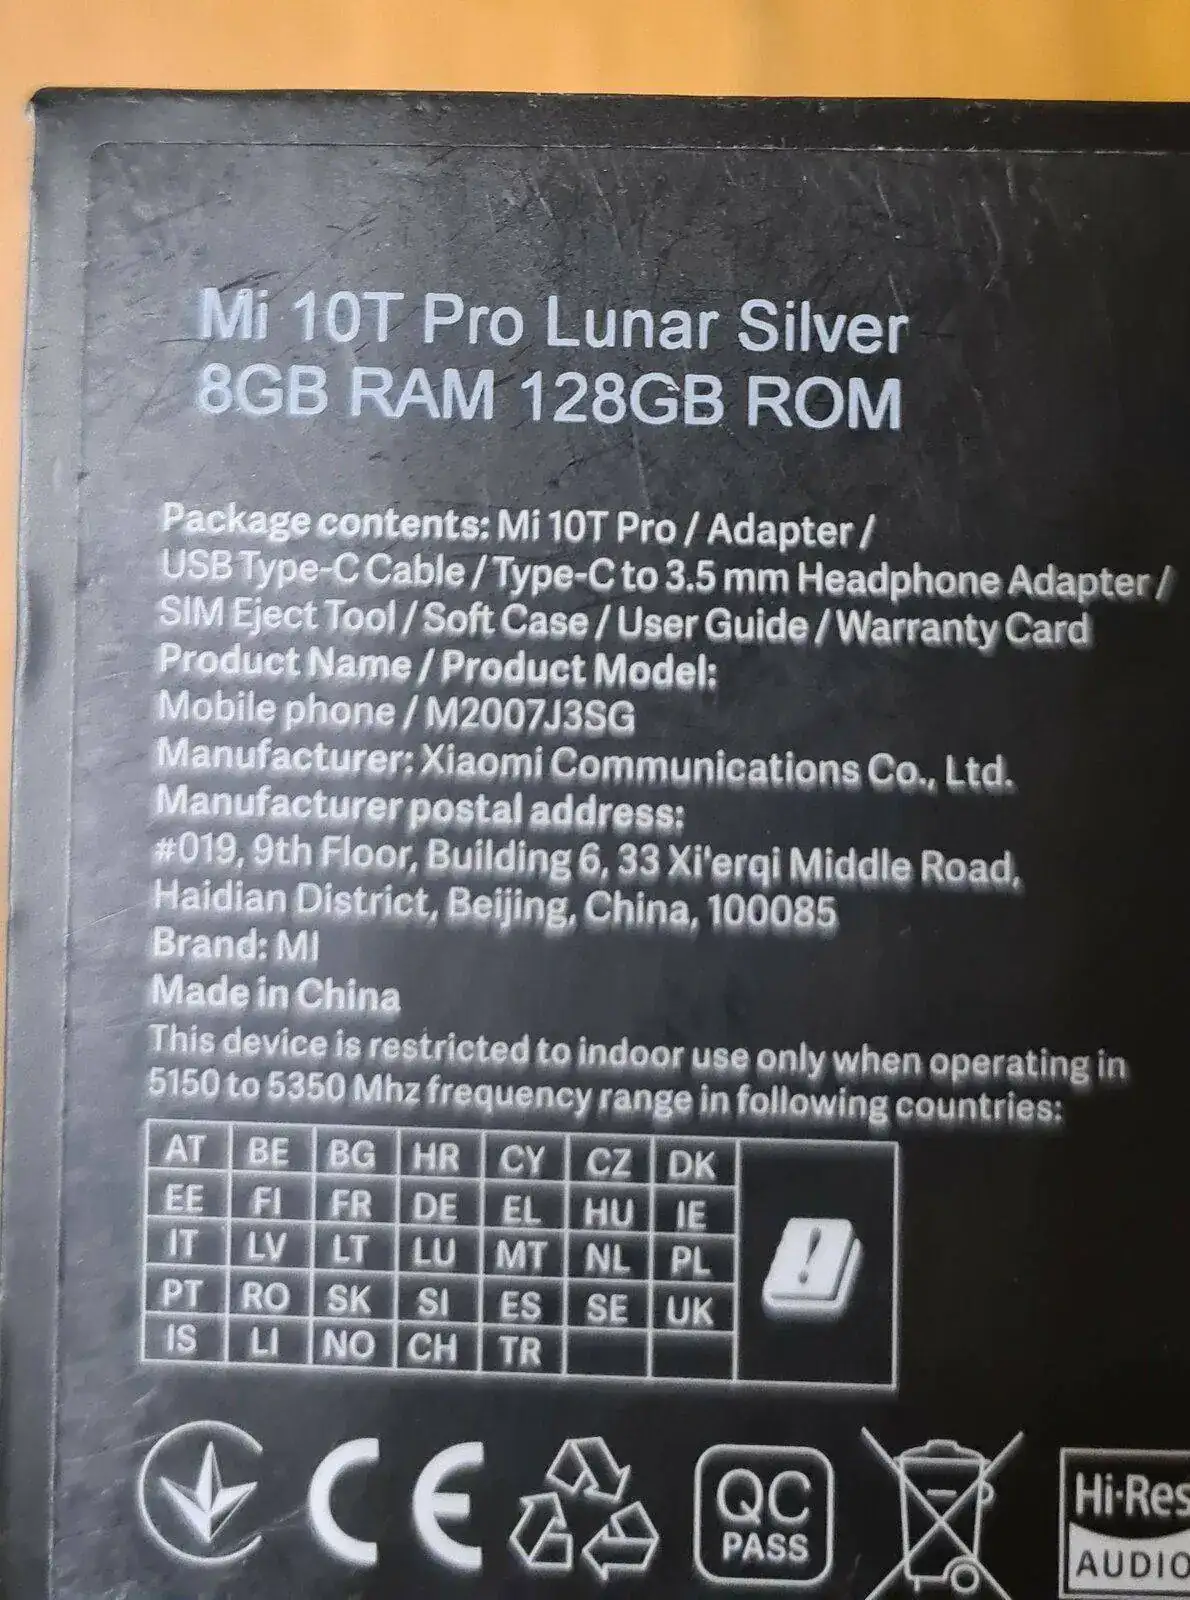 Mi 10T Pro Lunar Silver
8GB RAM 128GB ROM
Package contents: Mi 10T Pro / Adapter /
USB Type-C Cable / Type-C to 3.5 mm Headphone Adapter /
SIM Eject Tool / Soft Case / User Guide / Warranty Card
Product Name / Product Model:
Mobile phone / M2007J3SG
Manufacturer: Xiaomi Communications Co., Ltd.
Manufacturer postal address:
#019, 9th Floor, Building 6, 33 Xi'erqi Middle Road,
Haidian District, Beijing, China, 100085
Brand: MI
Made in China
This device is restricted to indoor use only when operating in
5150 to 5350 Mhz frequency range in following countries:
AT BE BG HR CY CZ DK
EE FI FR DE EL HU IE
IT LV LT LU MT NL PL
PT RO SK SI ES SE UK
IS LI NO CH TR
CE
QC
PASS
Hi-Res
AUDIO